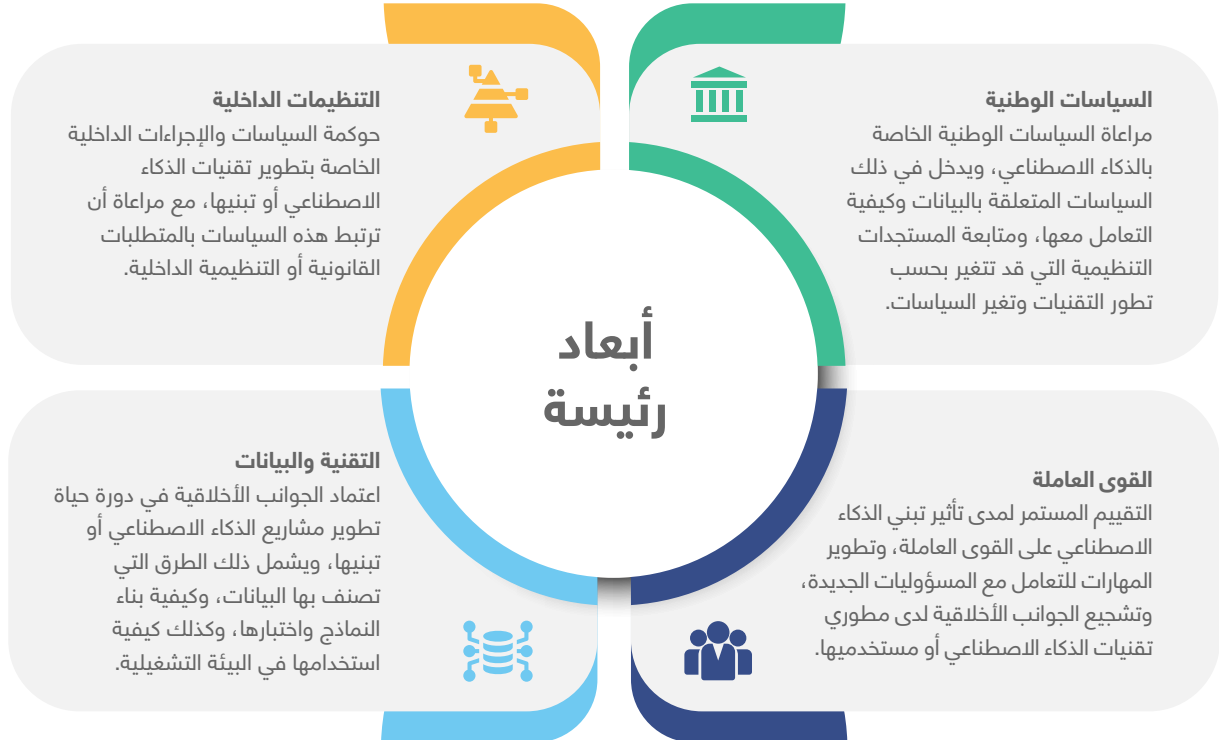 السياسات الوطنية
مراعاة السياسات الوطنية الخاصة
بالذكاء الاصطناعي، ويدخل في ذلك
السياسات المتعلقة بالبيانات وكيفية
التعامل معها، ومتابعة المستجدات
التنظيمية التي قد تتغير بحسب
تطور التقنيات وتغير السياسات.
التنظيمات الداخلية
حوكمة السياسات والإجراءات الداخلية
الخاصة بتطوير تقنيات الذكاء
الاصطناعي أو تبنيها، مع مراعاة أن
ترتبط هذه السياسات بالمتطلبات
القانونية أو التنظيمية الداخلية.
أبعاد
رئيسة
القوى العاملة
التقييم المستمر لمدى تأثير تبني الذكاء
الاصطناعي على القوى العاملة، وتطوير
المهارات للتعامل مع المسؤوليات الجديدة،
وتشجيع الجوانب الأخلاقية لدى مطوري
تقنيات الذكاء الاصطناعي أو مستخدميها.
التقنية والبيانات
اعتماد الجوانب الأخلاقية في دورة حياة
تطوير مشاريع الذكاء الاصطناعي أو
تبنيها، ويشمل ذلك الطرق التي
تصنف بها البيانات، وكيفية بناء
النماذج واختبارها، وكذلك كيفية
استخدامها في البيئة التشغيلية.